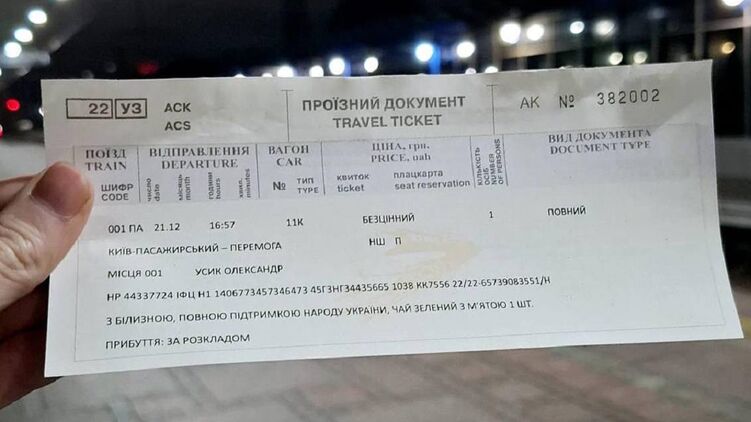 22 УЗ АСК ACS ПРОЇЗНИЙ ДОКУМЕНТ TRAVEL TICKET АК № 382002
ПОЇЗД TRAIN ВІДПРАВЛЕННЯ DEPARTURE ВАГОН CAR ЦІНА, грн. PRICE, uah КІЛЬКІСТЬ ОСІБ NUMBER OF PERSONS ВИД ДОКУМЕНТА DOCUMENT TYPE
ШИФР CODE число date місяць month години hours хвил. minutes № ТИП TYPE квиток ticket плацкарта seat reservation
001 ПА 21.12 16:57 11К БЕЗЦІННИЙ 1 ПОВНИЙ
КИЇВ-ПАСАЖИРСЬКИЙ – ПЕРЕМОГА НШ П
МІСЦЯ 001 УСИК ОЛЕКСАНДР
НР 44337724 ІФЦ Н1 1406773457346473 45ГЗНГ34435665 1038 КК7556 22/22-65739083551/Н
З БІЛИЗНОЮ, ПОВНОЮ ПІДТРИМКОЮ НАРОДУ УКРАЇНИ, ЧАЙ ЗЕЛЕНИЙ З М'ЯТОЮ 1 ШТ.
ПРИБУТТЯ: ЗА РОЗКЛАДОМ